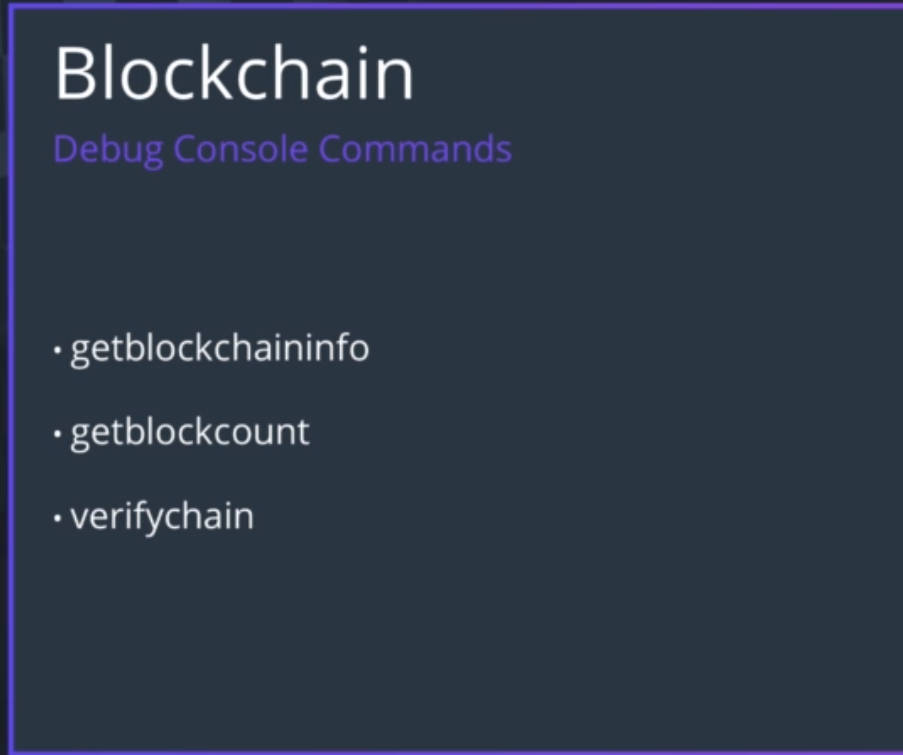 Blockchain
Debug Console Commands
• getblockchaininfo
• getblockcount
• verifychain